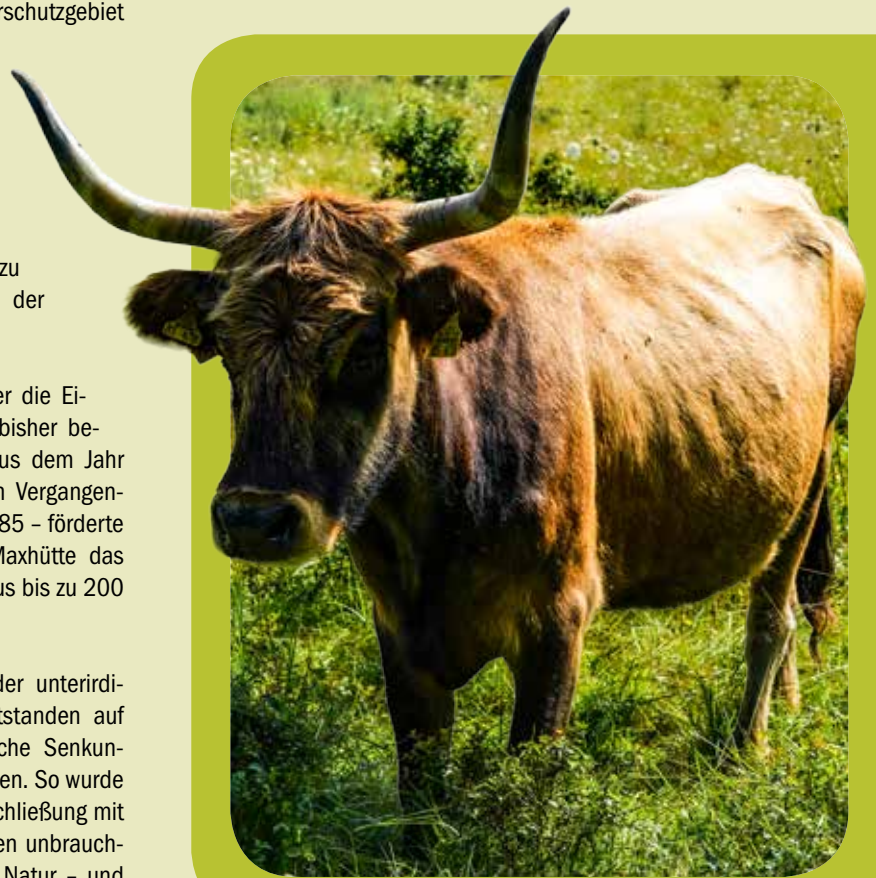 rschutzgebiet
zu
der
er die Ei-
bisher be-
us dem Jahr
n Vergangen-
85 – förderte
Maxhütte das
us bis zu 200
der unterirdi-
tstanden auf
che Senkun-
en. So wurde
chließung mit
en unbrauch-
Natur – und